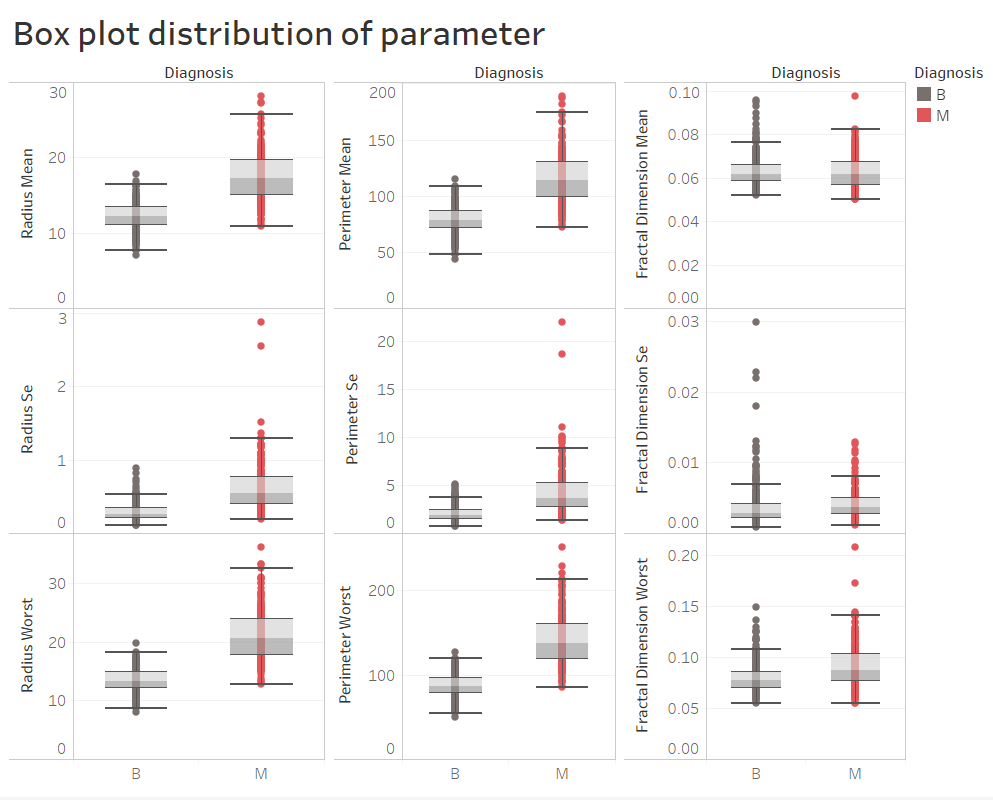 Box plot distribution of parameter
Diagnosis
Diagnosis
Diagnosis
Diagnosis
B
M
Radius Mean
30
20
10
0
Perimeter Mean
200
150
100
50
0
Fractal Dimension Mean
0.10
0.08
0.06
0.04
0.02
0.00
Radius Se
3
2
1
0
Perimeter Se
20
15
10
5
0
Fractal Dimension Se
0.03
0.02
0.01
0.00
Radius Worst
30
20
10
0
Perimeter Worst
200
100
0
Fractal Dimension Worst
0.20
0.15
0.10
0.05
0.00
B
M
B
M
B
M